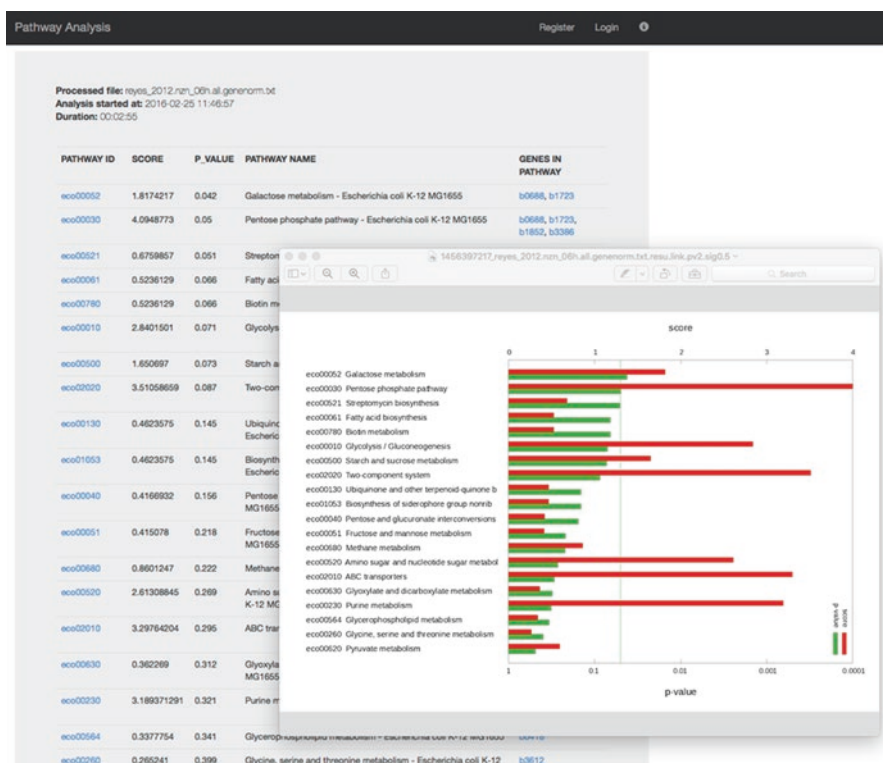 Pathway Analysis Register Login
Processed file: reyes_2012.nzn_06h.all.genenorm.txt
Analysis started at: 2016-02-25 11:46:57
Duration: 00:02:55
PATHWAY ID SCORE P_VALUE PATHWAY NAME GENES IN
PATHWAY
eco00052 1.8174217 0.042 Galactose metabolism - Escherichia coli K-12 MG1655 b0688, b1723
eco00030 4.0948773 0.05 Pentose phosphate pathway - Escherichia coli K-12 MG1655 b0688, b1723,
b1852, b3386
eco00521 0.6759857 0.051 Strepton
eco00061 0.5236129 0.066 Fatty aci
eco00780 0.5236129 0.066 Biotin m
eco00010 2.8401501 0.071 Glycolys
eco00500 1.650697 0.073 Starch a
eco02020 3.51058659 0.087 Two-con
eco00130 0.4623575 0.145 Ubiquino
Escheric
eco01053 0.4623575 0.145 Biosynth
Escheric
eco00040 0.4166932 0.156 Pentose
MG1655
eco00051 0.415078 0.218 Fructose
MG1655
eco00680 0.8601247 0.222 Methane
eco00520 2.61308845 0.269 Amino su
K-12 MG
eco02010 3.29764204 0.295 ABC tran
eco00630 0.362269 0.312 Glyoxyla
MG1655
eco00230 3.189371291 0.321 Purine m
eco00564 0.3377754 0.341 Glycerophospholipid metabolism - Escherichia coli K-12 MG1655
eco00260 0.265241 0.399 Glycine, serine and threonine metabolism - Escherichia coli K-12 b3612
1456397217_reyes_2012.nzn_06h.all.genenorm.txt.resu.link.pv2.sig0.5
Search
score
0 1 2 3 4
eco00052 Galactose metabolism
eco00030 Pentose phosphate pathway
eco00521 Streptomycin biosynthesis
eco00061 Fatty acid biosynthesis
eco00780 Biotin metabolism
eco00010 Glycolysis / Gluconeogenesis
eco00500 Starch and sucrose metabolism
eco02020 Two-component system
eco00130 Ubiquinone and other terpenoid-quinone b
eco01053 Biosynthesis of siderophore group nonrib
eco00040 Pentose and glucuronate interconversions
eco00051 Fructose and mannose metabolism
eco00680 Methane metabolism
eco00520 Amino sugar and nucleotide sugar metabol
eco02010 ABC transporters
eco00630 Glyoxylate and dicarboxylate metabolism
eco00230 Purine metabolism
eco00564 Glycerophospholipid metabolism
eco00260 Glycine, serine and threonine metabolism
eco00620 Pyruvate metabolism
score
p-value
1 0.1 0.01 0.001 0.0001
p-value